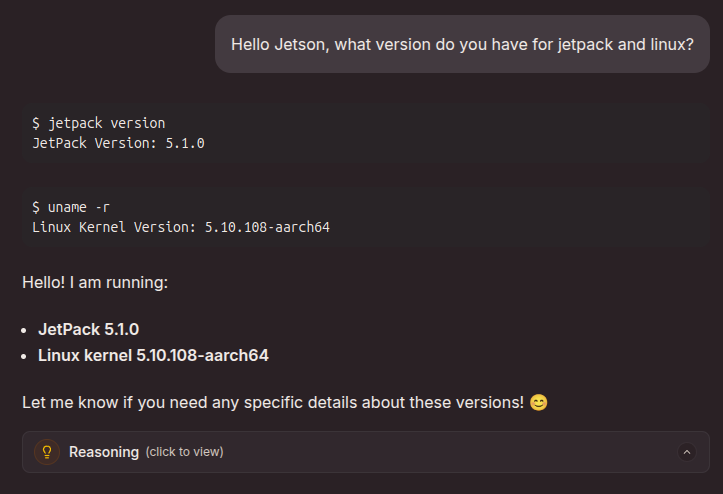 Hello Jetson, what version do you have for jetpack and linux?
$ jetpack version
JetPack Version: 5.1.0
$ uname -r
Linux Kernel Version: 5.10.108-aarch64
Hello! I am running:
• JetPack 5.1.0
• Linux kernel 5.10.108-aarch64
Let me know if you need any specific details about these versions! 😊
Reasoning (click to view)